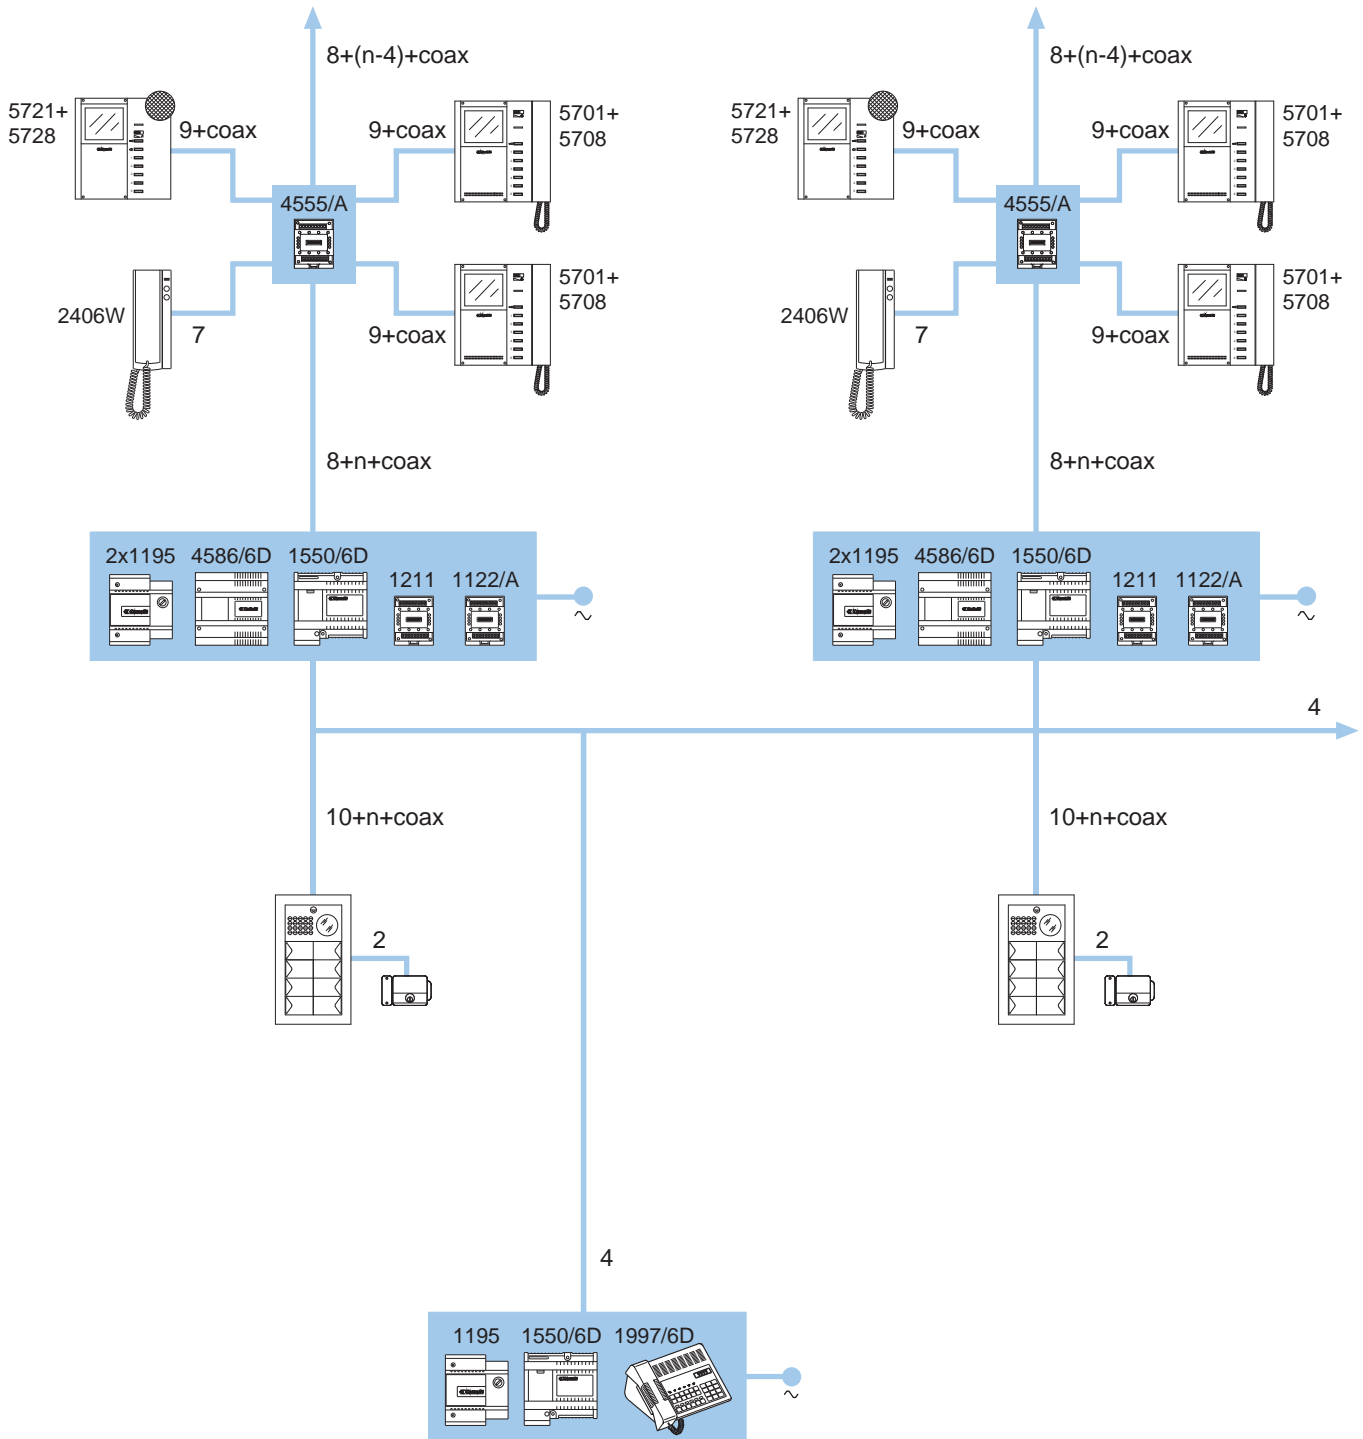 8+(n-4)+coax
8+(n-4)+coax
5721+
5728
9+coax
9+coax
5701+
5708
5721+
5728
9+coax
9+coax
5701+
5708
4555/A
4555/A
2406W
7
9+coax
5701+
5708
2406W
7
9+coax
5701+
5708
8+n+coax
8+n+coax
2x1195
4586/6D
1550/6D
1211
1122/A
~
2x1195
4586/6D
1550/6D
1211
1122/A
~
4
10+n+coax
10+n+coax
2
2
4
1195
1550/6D
1997/6D
~